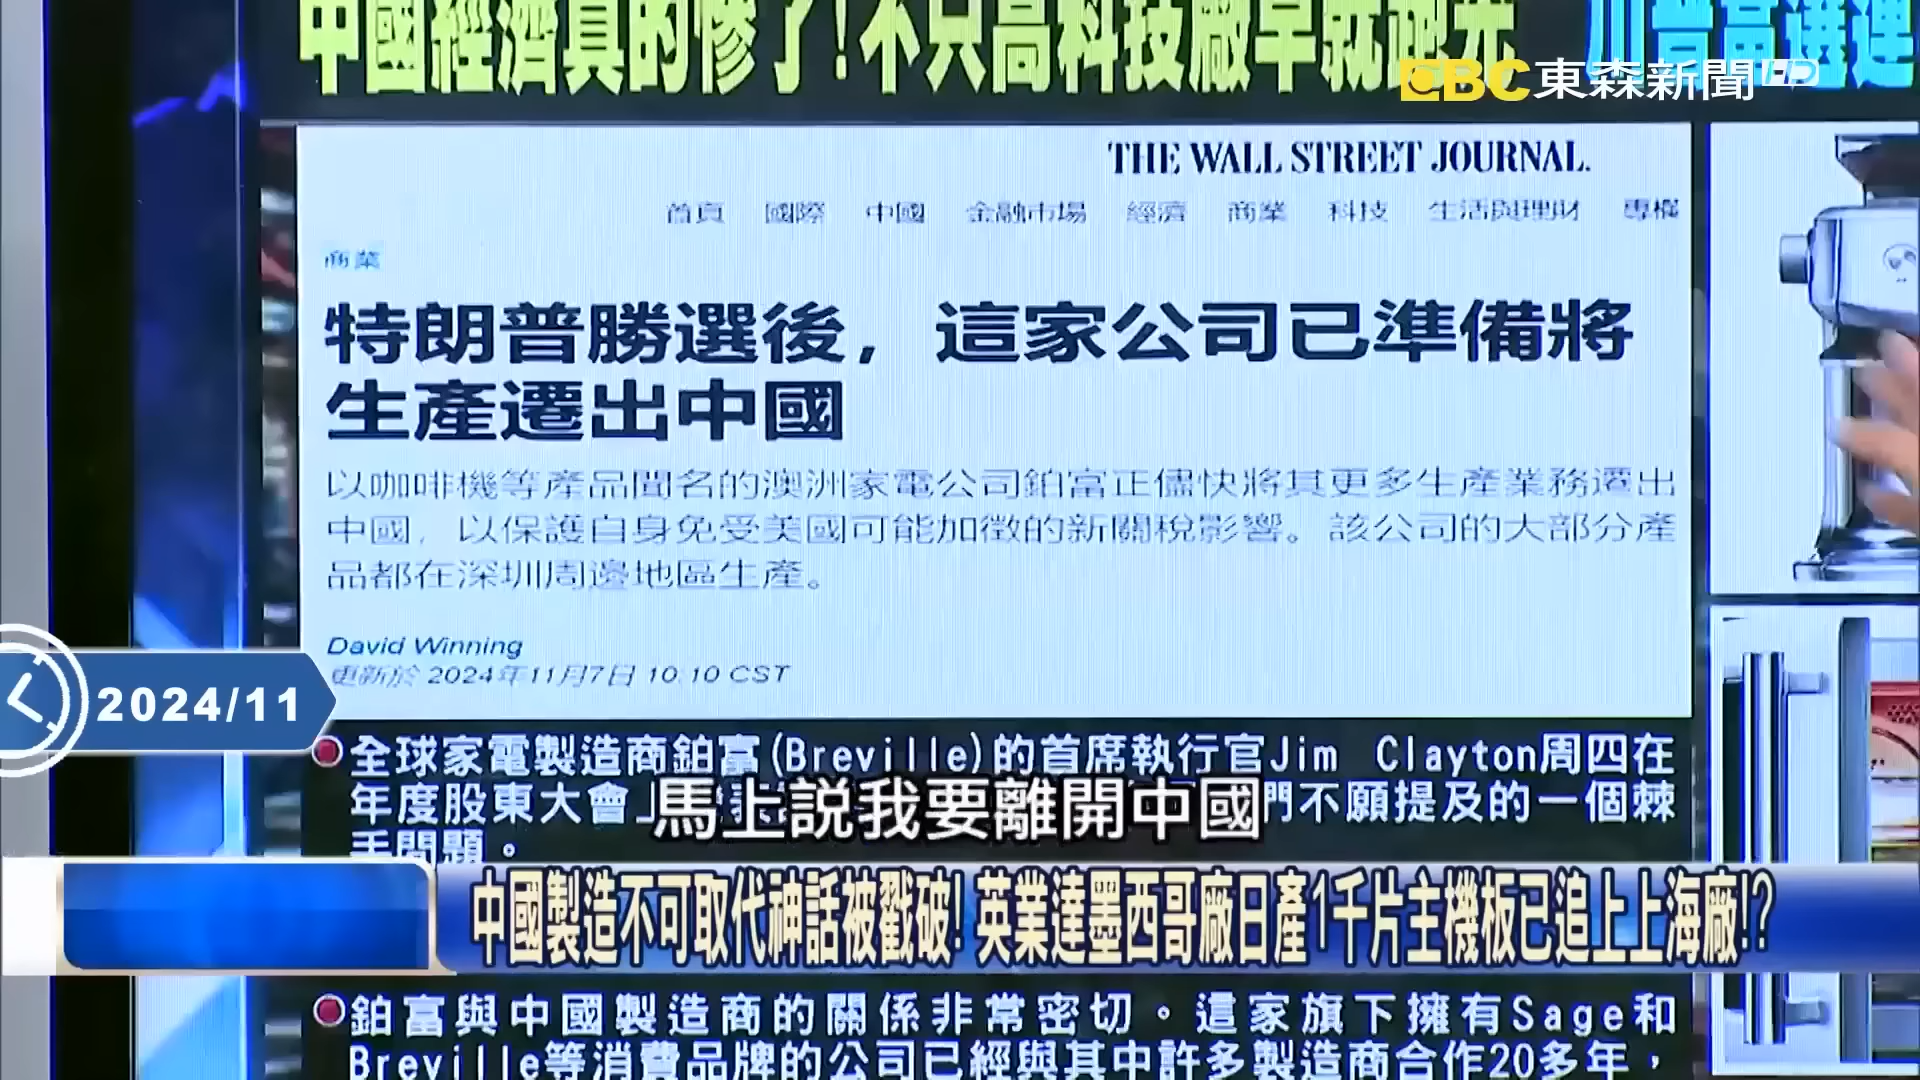 中國經濟真的慘了!不只高科技廠早就跑光
川普當選連
EBC東森新聞HD
THE WALL STREET JOURNAL.
首頁 國際 中國 金融市場 經濟 商業 科技 生活與理財 專欄
商業
特朗普勝選後，這家公司已準備將
生產遷出中國
以咖啡機等產品聞名的澳洲家電公司鉑富正儘快將其更多生產業務遷出
中國，以保護自身免受美國可能加徵的新關稅影響。該公司的大部分產
品都在深圳周邊地區生產。
David Winning
更新於 2024年11月7日 10:10 CST
2024/11
全球家電製造商鉑富(Breville)的首席執行官Jim Clayton周四在
年度股東大會 門不願提及的一個棘
手問題。
馬上說我要離開中國
中國製造不可取代神話被戳破!英業達墨西哥廠日產1千片主機板已追上上海廠!?
鉑富與中國製造商的關係非常密切。這家旗下擁有Sage和
Breville等消費品牌的公司已經與其中許多製造商合作20多年，